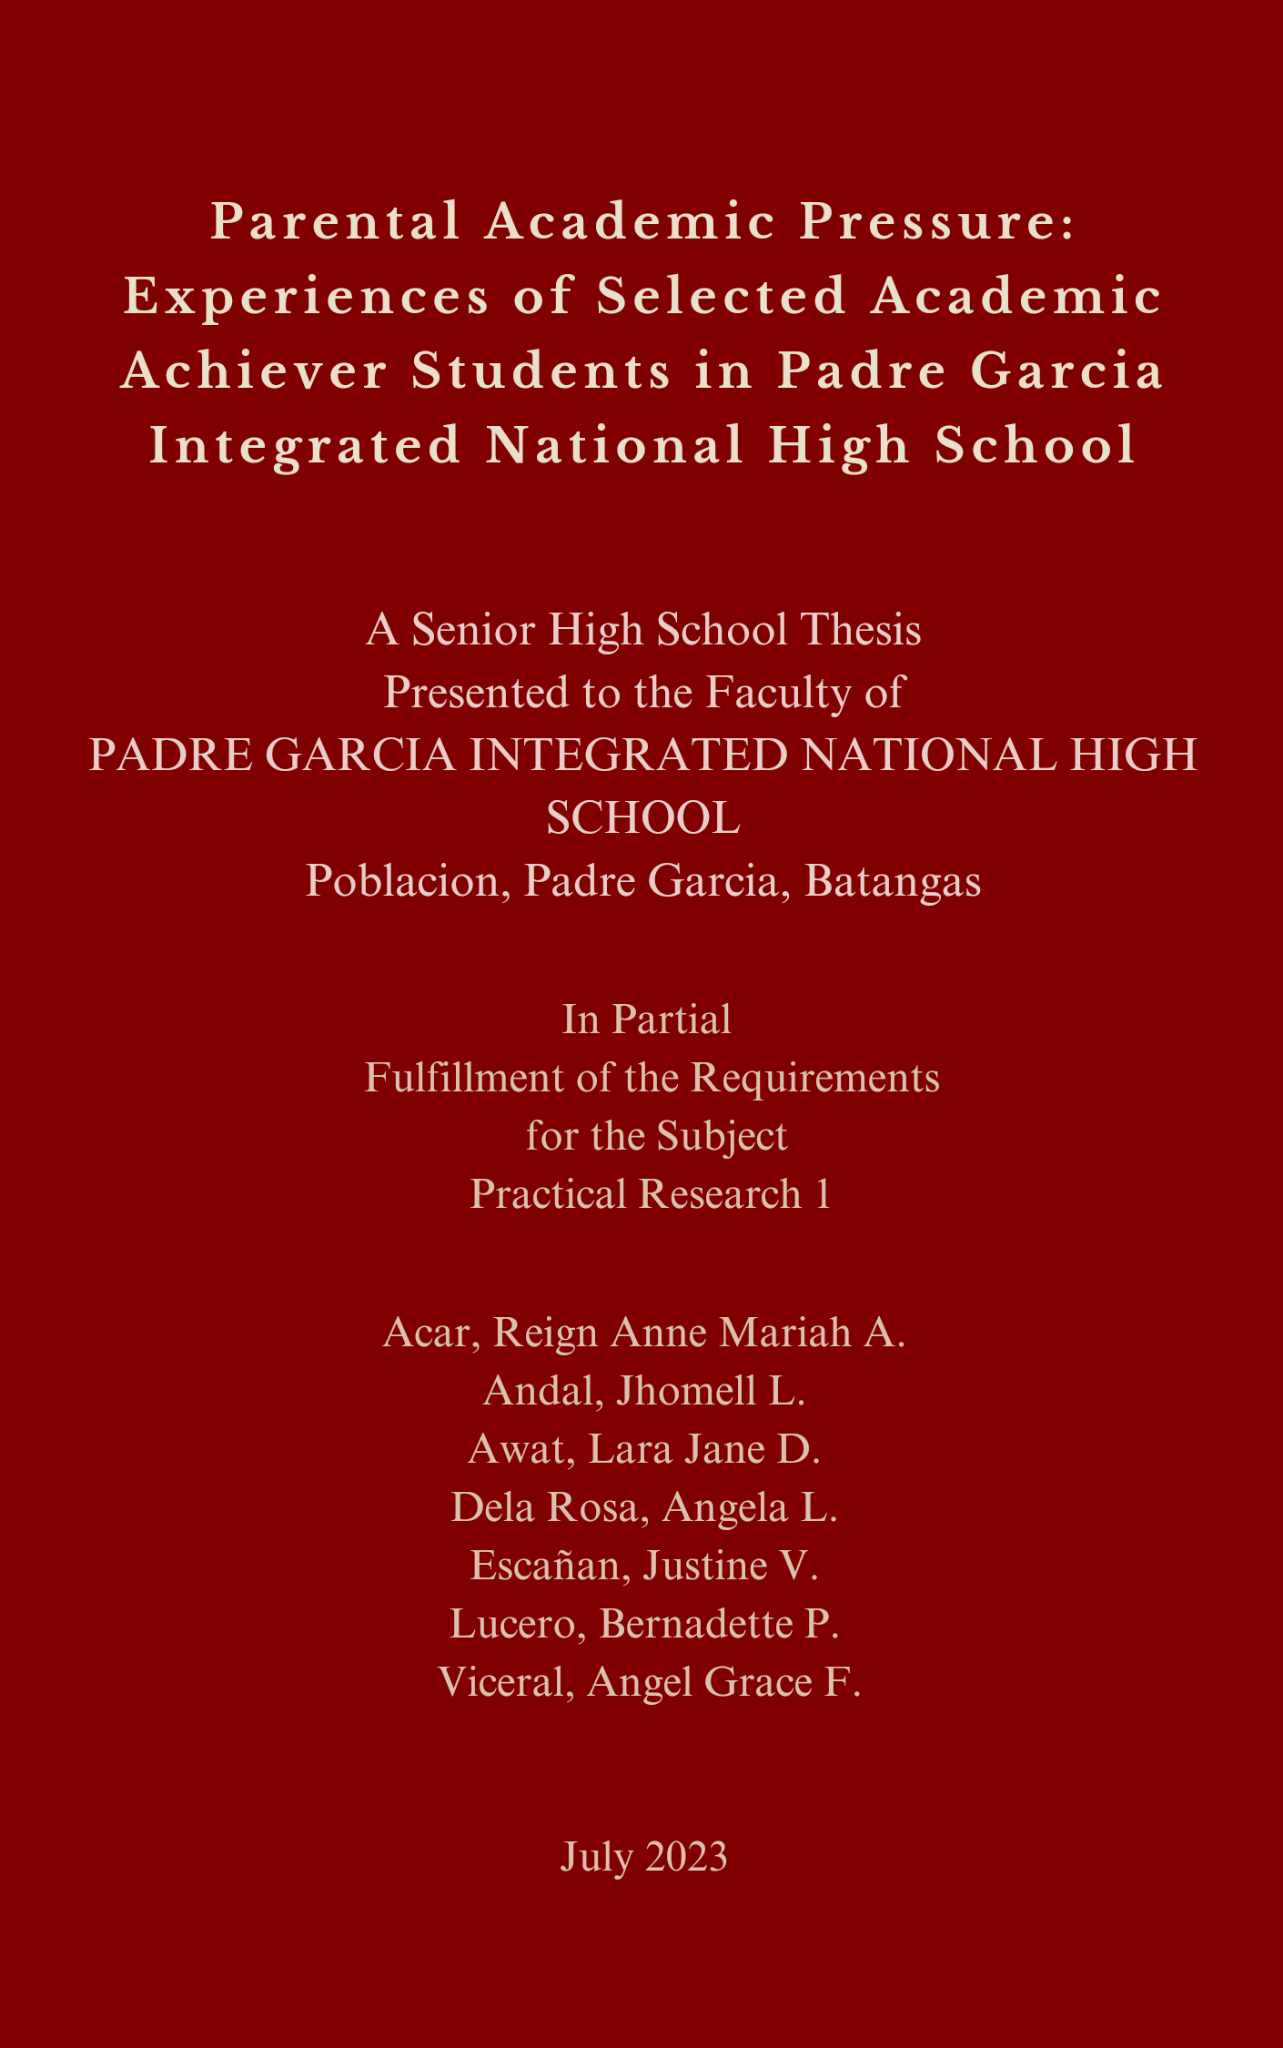 Parental Academic Pressure:
Experiences of Selected Academic
Achiever Students in Padre Garcia
Integrated National High School
A Senior High School Thesis
Presented to the Faculty of
PADRE GARCIA INTEGRATED NATIONAL HIGH
SCHOOL
Poblacion, Padre Garcia, Batangas
In Partial
Fulfillment of the Requirements
for the Subject
Practical Research 1
Acar, Reign Anne Mariah A.
Andal, Jhomell L.
Awat, Lara Jane D.
Dela Rosa, Angela L.
Escañan, Justine V.
Lucero, Bernadette P.
Viceral, Angel Grace F.
July 2023